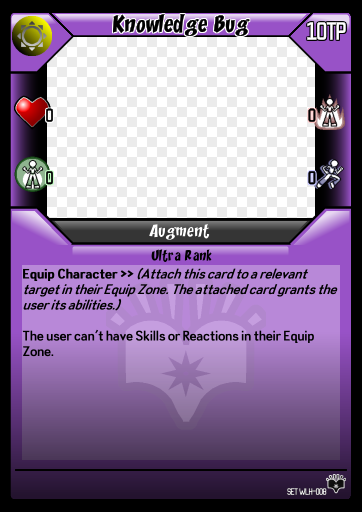 Knowledge Bug
10TP
0
0
0
0
Augment
Ultra Rank
Equip Character >> (Attach this card to a relevant
target in their Equip Zone. The attached card grants the
user its abilities.)
The user can't have Skills or Reactions in their Equip
Zone.
SET WLH-008